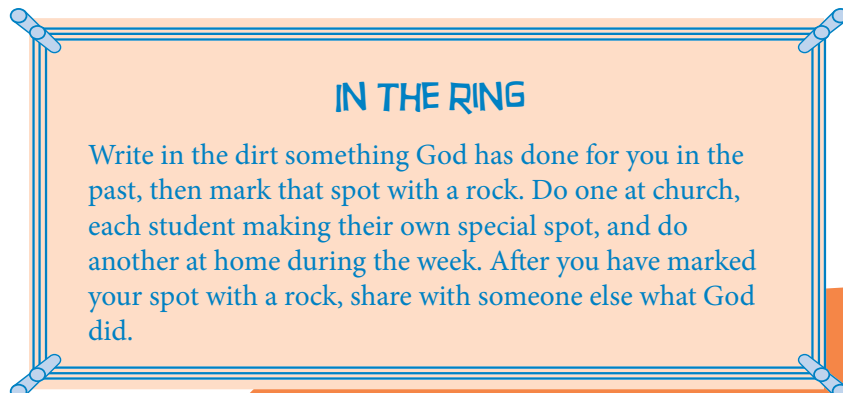 IN THE RING
Write in the dirt something God has done for you in the
past, then mark that spot with a rock. Do one at church,
each student making their own special spot, and do
another at home during the week. After you have marked
your spot with a rock, share with someone else what God
did.